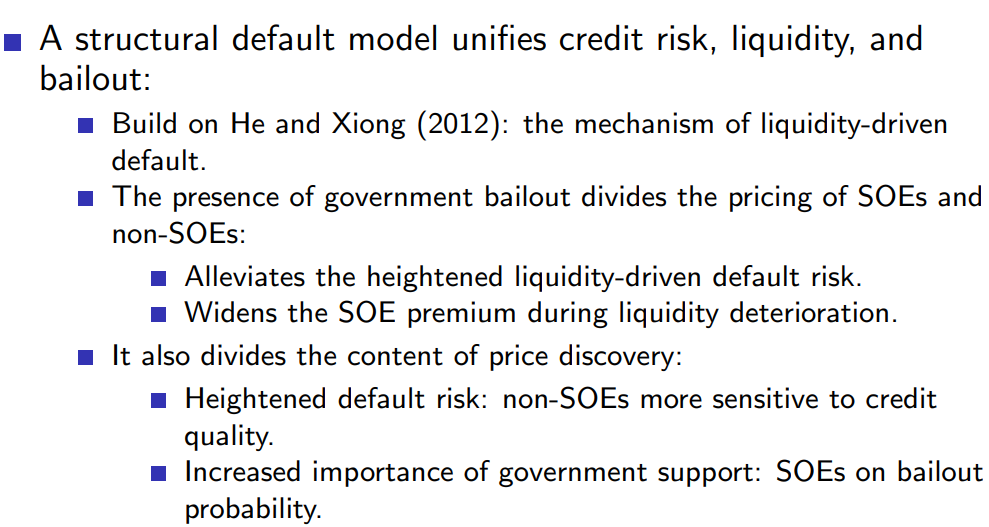 A structural default model unifies credit risk, liquidity, and
bailout:
Build on He and Xiong (2012): the mechanism of liquidity-driven
default.
The presence of government bailout divides the pricing of SOEs and
non-SOEs:
Alleviates the heightened liquidity-driven default risk.
Widens the SOE premium during liquidity deterioration.
It also divides the content of price discovery:
Heightened default risk: non-SOEs more sensitive to credit
quality.
Increased importance of government support: SOEs on bailout
probability.